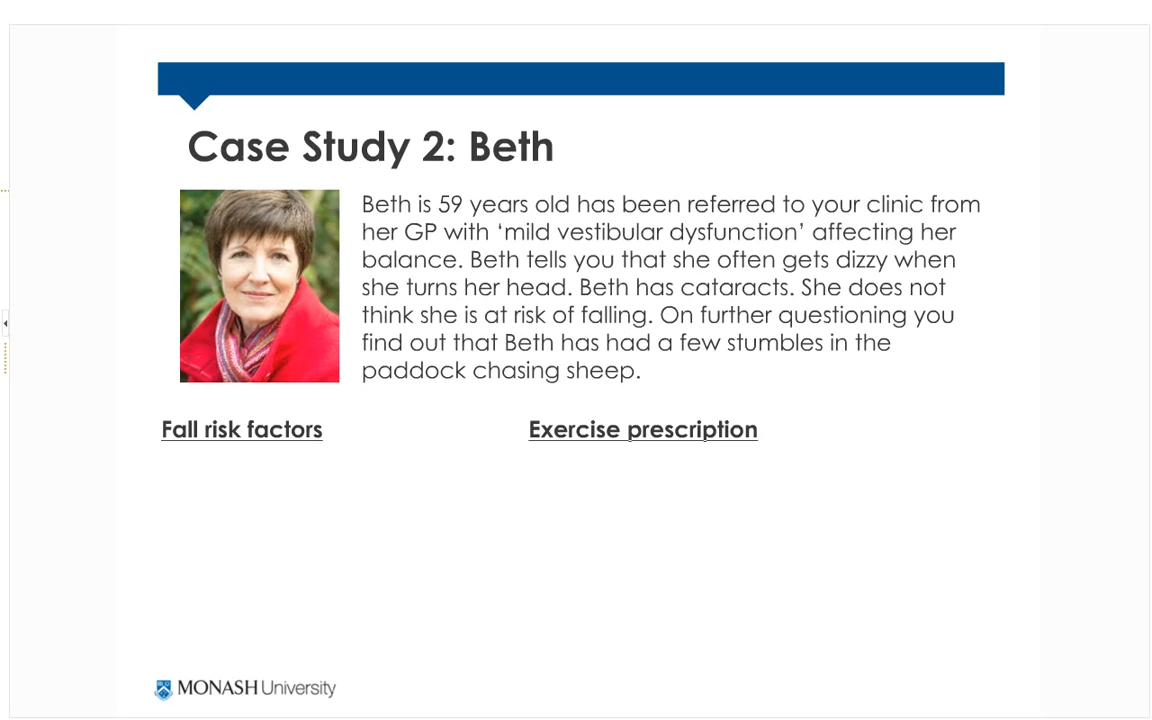 Case Study 2: Beth
Beth is 59 years old has been referred to your clinic from
her GP with ‘mild vestibular dysfunction’ affecting her
balance. Beth tells you that she often gets dizzy when
she turns her head. Beth has cataracts. She does not
think she is at risk of falling. On further questioning you
find out that Beth has had a few stumbles in the
paddock chasing sheep.
Fall risk factors
Exercise prescription
MONASH University